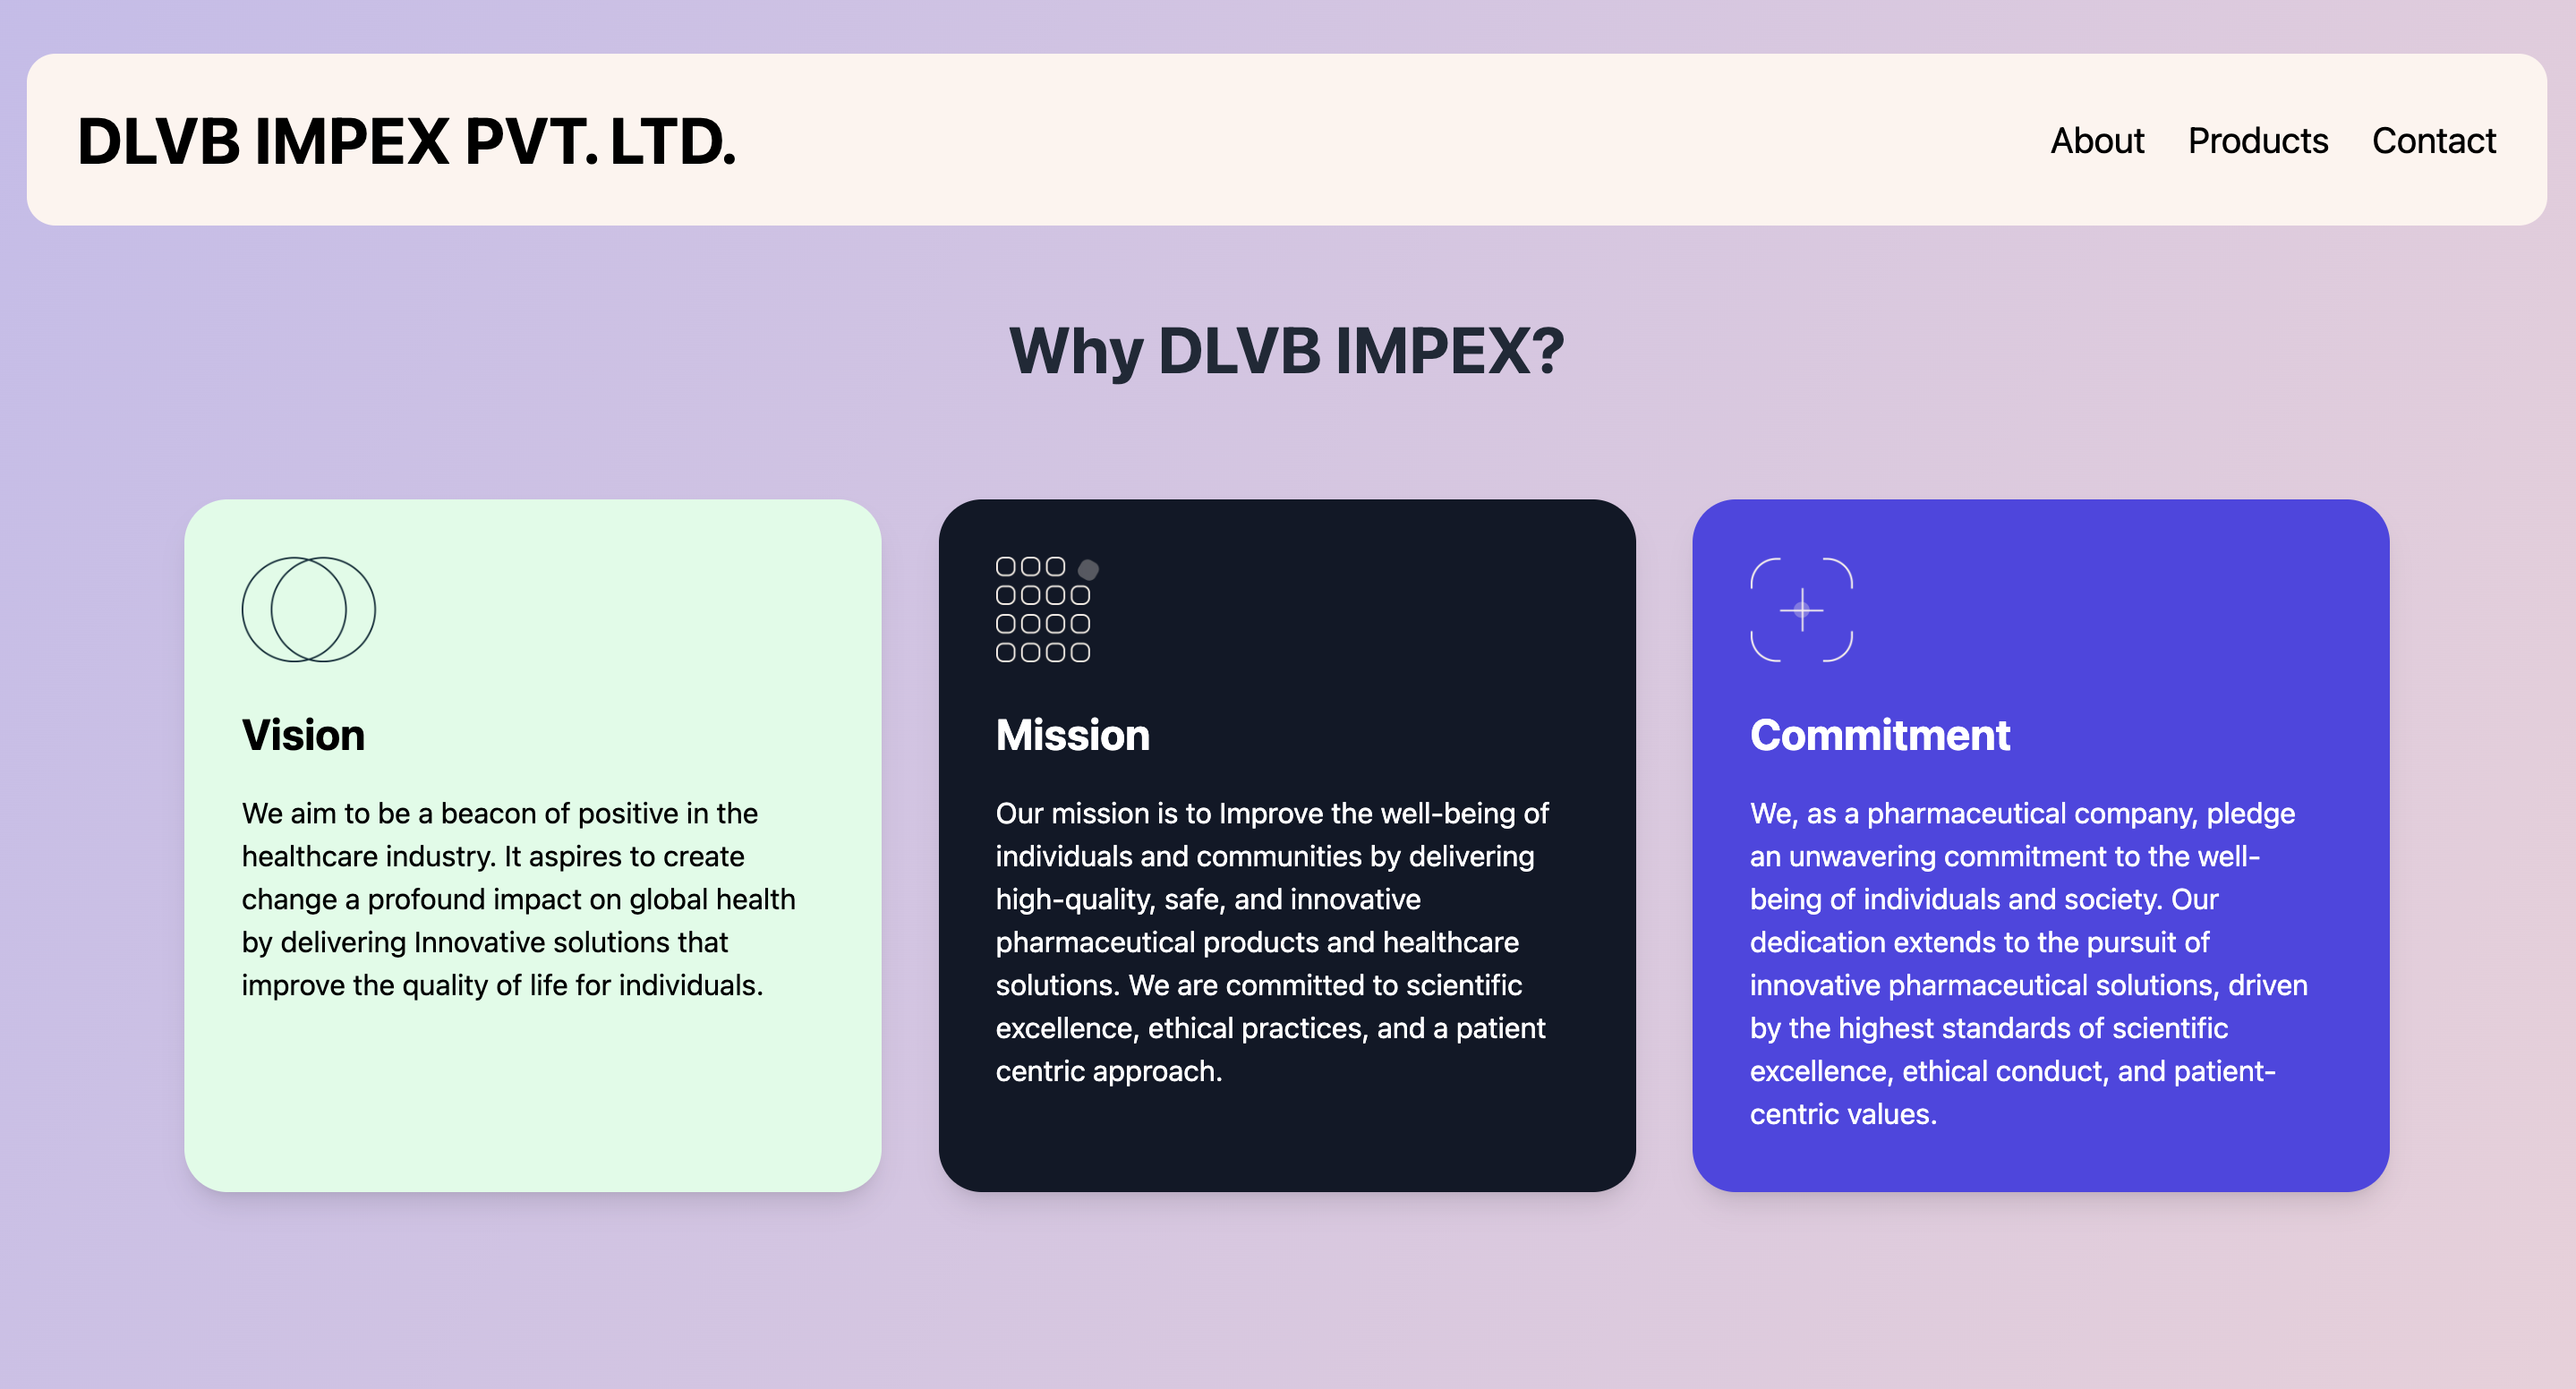 DLVB IMPEX PVT. LTD.
About Products Contact
Why DLVB IMPEX?
Vision
We aim to be a beacon of positive in the
healthcare industry. It aspires to create
change a profound impact on global health
by delivering Innovative solutions that
improve the quality of life for individuals.
Mission
Our mission is to Improve the well-being of
individuals and communities by delivering
high-quality, safe, and innovative
pharmaceutical products and healthcare
solutions. We are committed to scientific
excellence, ethical practices, and a patient
centric approach.
Commitment
We, as a pharmaceutical company, pledge
an unwavering commitment to the well-
being of individuals and society. Our
dedication extends to the pursuit of
innovative pharmaceutical solutions, driven
by the highest standards of scientific
excellence, ethical conduct, and patient-
centric values.